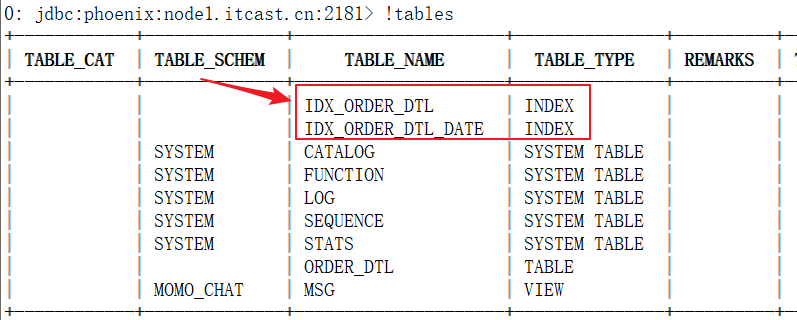 0: jdbc:phoenix:node1.itcast.cn:2181> !tables
TABLE_CAT | TABLE_SCHEM | TABLE_NAME | TABLE_TYPE | REMARKS |
| | | IDX_ORDER_DTL | INDEX | |
| | | IDX_ORDER_DTL_DATE | INDEX | |
| | SYSTEM | CATALOG | SYSTEM TABLE | |
| | SYSTEM | FUNCTION | SYSTEM TABLE | |
| | SYSTEM | LOG | SYSTEM TABLE | |
| | SYSTEM | SEQUENCE | SYSTEM TABLE | |
| | SYSTEM | STATS | SYSTEM TABLE | |
| | | ORDER_DTL | TABLE | |
| | MOMO_CHAT | MSG | VIEW | |